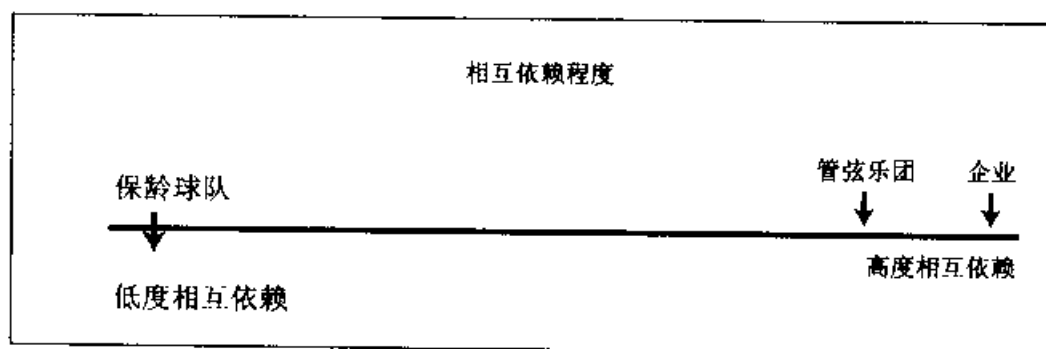 相互依赖程度
保龄球队
管弦乐团 企业
高度相互依赖
低度相互依赖